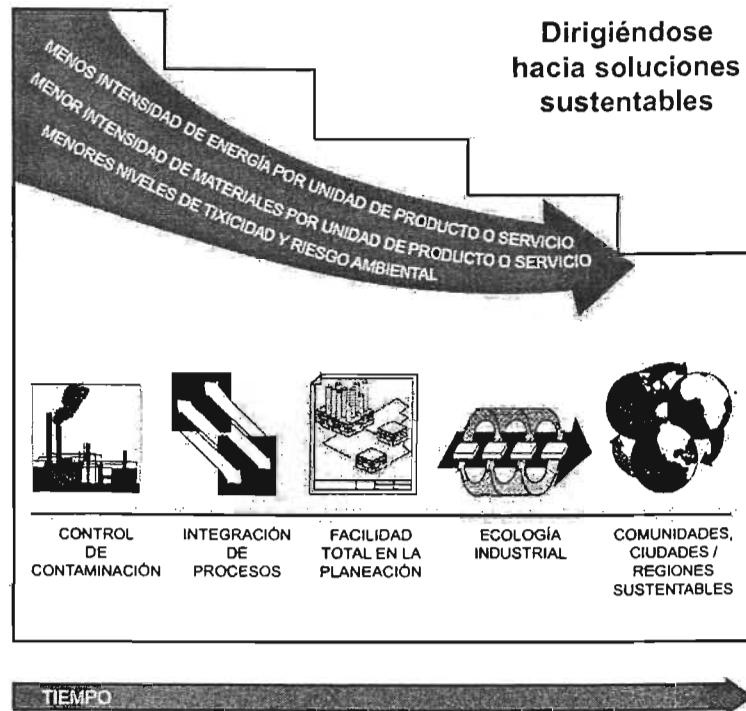 Dirigiéndose
hacia soluciones
sustentables
MENOS INTENSIDAD DE ENERGÍA POR UNIDAD DE PRODUCTO O SERVICIO
MENOR INTENSIDAD DE MATERIALES POR UNIDAD DE PRODUCTO O SERVICIO
MENORES NIVELES DE TIXICIDAD Y RIESGO AMBIENTAL
CONTROL
DE
CONTAMINACIÓN
INTEGRACIÓN
DE
PROCESOS
FACILIDAD
TOTAL EN LA
PLANEACIÓN
ECOLOGÍA
INDUSTRIAL
COMUNIDADES,
CIUDADES /
REGIONES
SUSTENTABLES
TIEMPO